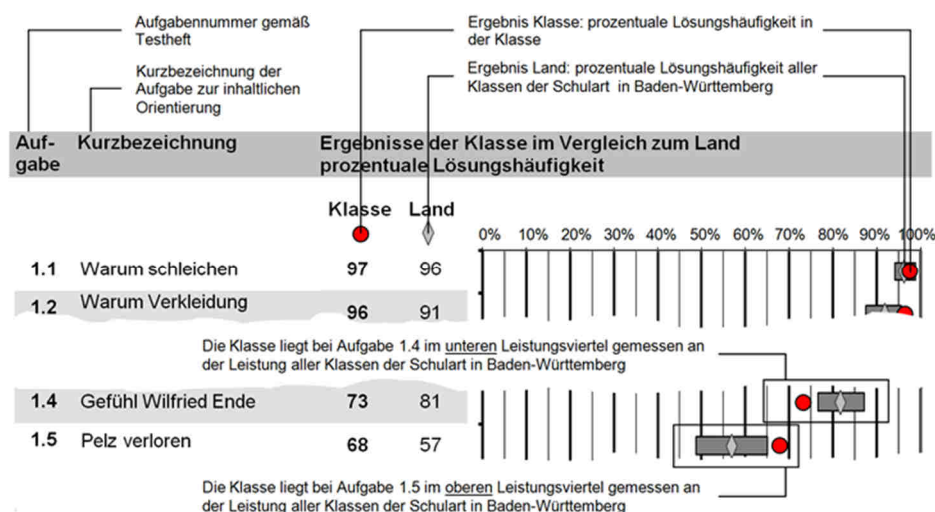 Aufgabennummer gemäß
Testheft
Ergebnis Klasse: prozentuale Lösungshäufigkeit in
der Klasse
Kurzbezeichnung der
Aufgabe zur inhaltlichen
Orientierung
Ergebnis Land: prozentuale Lösungshäufigkeit aller
Klassen der Schulart in Baden-Württemberg
Auf-
gabe
Kurzbezeichnung
Ergebnisse der Klasse im Vergleich zum Land
prozentuale Lösungshäufigkeit
Klasse Land
0% 10% 20% 30% 40% 50% 60% 70% 80% 90% 100%
1.1 Warum schleichen 97 96
1.2 Warum Verkleidung 96 91
Die Klasse liegt bei Aufgabe 1.4 im unteren Leistungsviertel gemessen an
der Leistung aller Klassen der Schulart in Baden-Württemberg
1.4 Gefühl Wilfried Ende 73 81
1.5 Pelz verloren 68 57
Die Klasse liegt bei Aufgabe 1.5 im oberen Leistungsviertel gemessen an
der Leistung aller Klassen der Schulart in Baden-Württemberg